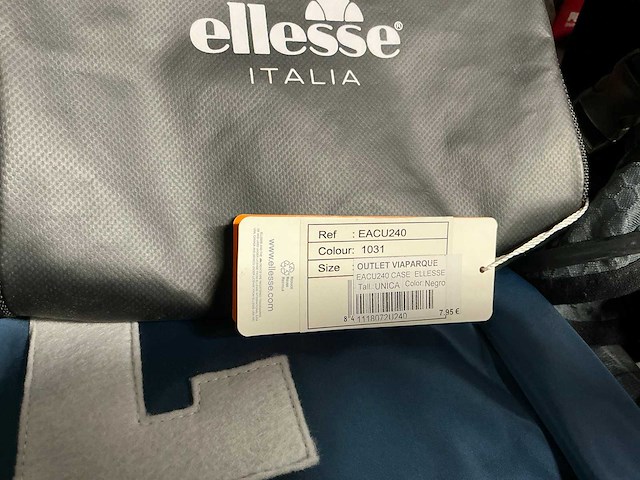 ellesse®
ITALIA
Ref : EACU240
Colour: 1031
Size : OUTLET VIAPARQUE
EACU240 CASE ELLESSE
Tall. UNICA Color: Negro
7,95 €
www.ellesse.com